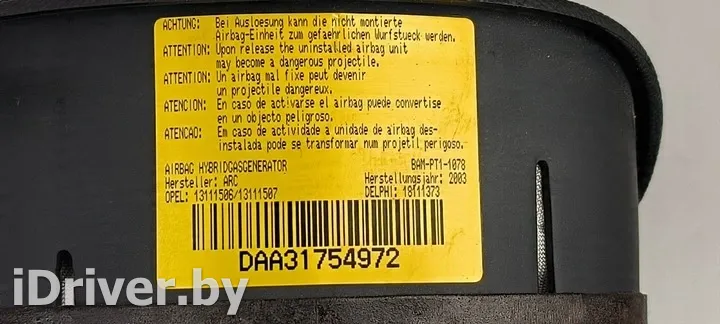 ACHTUNG: Bei Ausloesung kann die nicht montierte
Airbag-Einheit zum gefaehrlichen Wurfstueck werden.
ATTENTION: Upon release the uninstalled airbag unit
may become a dangerous projectile.
ATTENTION: Un airbag mal fixe peut devenir
un projectile dangereux.
ATENCION: En caso de activarse el airbag puede convertise
en un objecto peligroso.
ATENCAO: Em caso de actividade a unidade de airbag des-
instalada pode se transformar num projetil perigoso.
AIRBAG HYBRIDGASGENERATOR BAM-PT1-1078
Hersteller: ARC Herstellungsjahr: 2003
OPEL: 13111506/13111507 DELPHI: 18111373
DAA31754972
iDriver.by